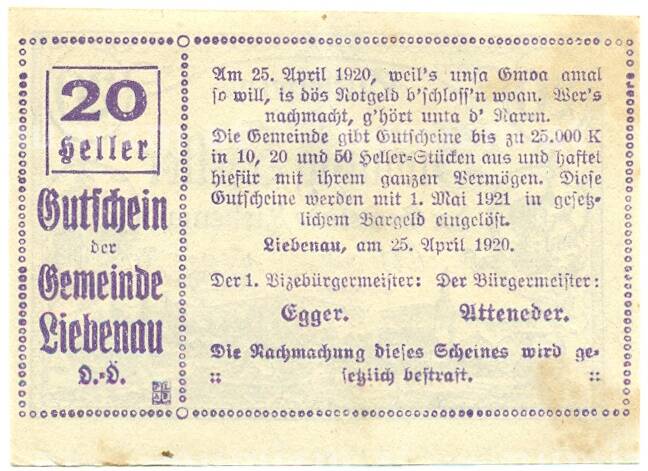 20
Heller
Gutschein
der
Gemeinde
Liebenau
O.-Ö.
Am 25. April 1920, weil's unsa Gmoa amal
so will, is dös Notgeld b'schloss'n woan. Wer's
nachmacht, g'hört unta d' Narrn.
Die Gemeinde gibt Gutscheine bis zu 25.000 K
in 10, 20 und 50 Heller-Stücken aus und haftet
hiefür mit ihrem ganzen Vermögen. Diese
Gutscheine werden mit 1. Mai 1921 in gesetz-
lichem Bargeld eingelöst.
Liebenau, am 25. April 1920.
Der 1. Vizebürgermeister: Der Bürgermeister:
Egger. Atteneder.
Die Nachmachung dieses Scheines wird ge-
:: setzlich bestraft. ::